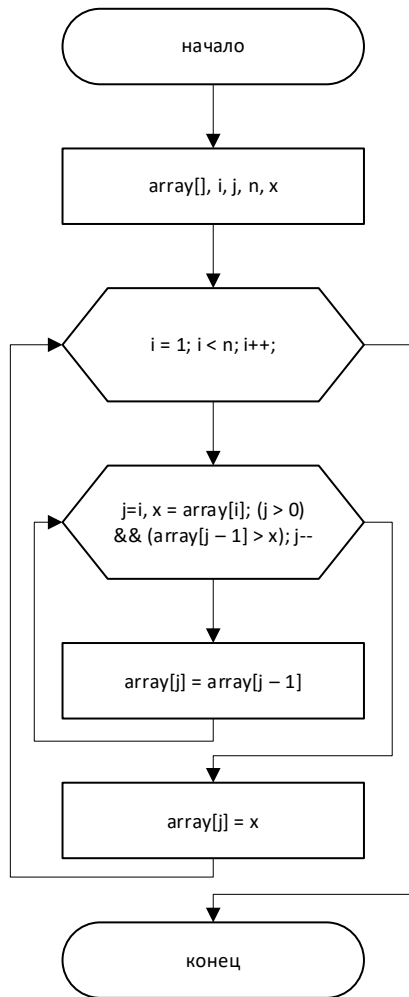 начало
array[], i, j, n, x
i = 1; i < n; i++;
j=i, x = array[i]; (j > 0)
&& (array[j – 1] > x); j--
array[j] = array[j – 1]
array[j] = x
конец